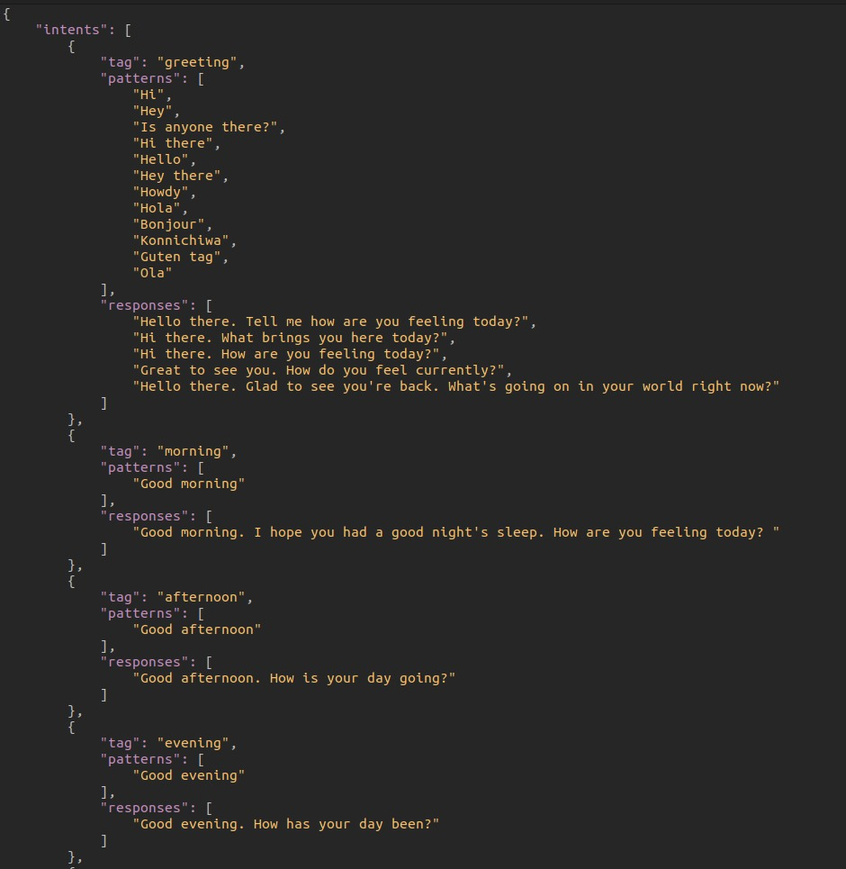 {
    "intents": [
        {
            "tag": "greeting",
            "patterns": [
                "Hi",
                "Hey",
                "Is anyone there?",
                "Hi there",
                "Hello",
                "Hey there",
                "Howdy",
                "Hola",
                "Bonjour",
                "Konnichiwa",
                "Guten tag",
                "Ola"
            ],
            "responses": [
                "Hello there. Tell me how are you feeling today?",
                "Hi there. What brings you here today?",
                "Hi there. How are you feeling today?",
                "Great to see you. How do you feel currently?",
                "Hello there. Glad to see you're back. What's going on in your world right now?"
            ]
        },
        {
            "tag": "morning",
            "patterns": [
                "Good morning"
            ],
            "responses": [
                "Good morning. I hope you had a good night's sleep. How are you feeling today? "
            ]
        },
        {
            "tag": "afternoon",
            "patterns": [
                "Good afternoon"
            ],
            "responses": [
                "Good afternoon. How is your day going?"
            ]
        },
        {
            "tag": "evening",
            "patterns": [
                "Good evening"
            ],
            "responses": [
                "Good evening. How has your day been?"
            ]
        },